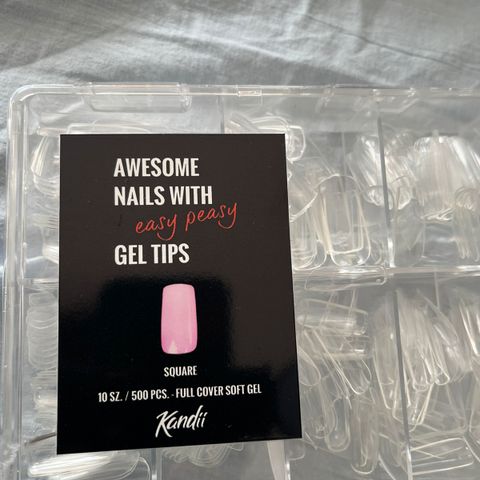 AWESOME
NAILS WITH
easy peasy
GEL TIPS
SQUARE
10 SZ. / 500 PCS. - FULL COVER SOFT GEL
Kandii